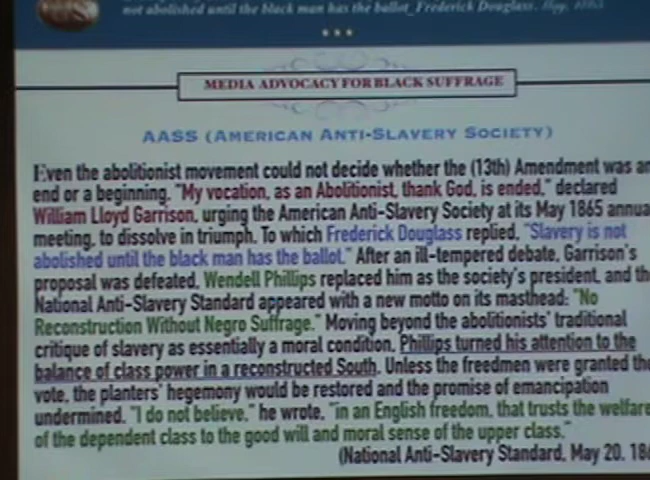 not abolished until the black man has the ballot_Frederick Douglass.
MEDIA ADVOCACY FOR BLACK SUFFRAGE
AASS (AMERICAN ANTI-SLAVERY SOCIETY)
Even the abolitionist movement could not decide whether the (13th) Amendment was an
end or a beginning. "My vocation, as an Abolitionist, thank God, is ended," declared
William Lloyd Garrison, urging the American Anti-Slavery Society at its May 1865 annua
meeting, to dissolve in triumph. To which Frederick Douglass replied, "Slavery is not
abolished until the black man has the ballot." After an ill-tempered debate, Garrison's
proposal was defeated, Wendell Phillips replaced him as the society's president, and the
National Anti-Slavery Standard appeared with a new motto on its masthead: "No
Reconstruction Without Negro Suffrage." Moving beyond the abolitionists' traditional
critique of slavery as essentially a moral condition, Phillips turned his attention to the
balance of class power in a reconstructed South. Unless the freedmen were granted the
vote, the planters' hegemony would be restored and the promise of emancipation
undermined. "I do not believe," he wrote, "in an English freedom, that trusts the welfare
of the dependent class to the good will and moral sense of the upper class."
(National Anti-Slavery Standard, May 20, 18